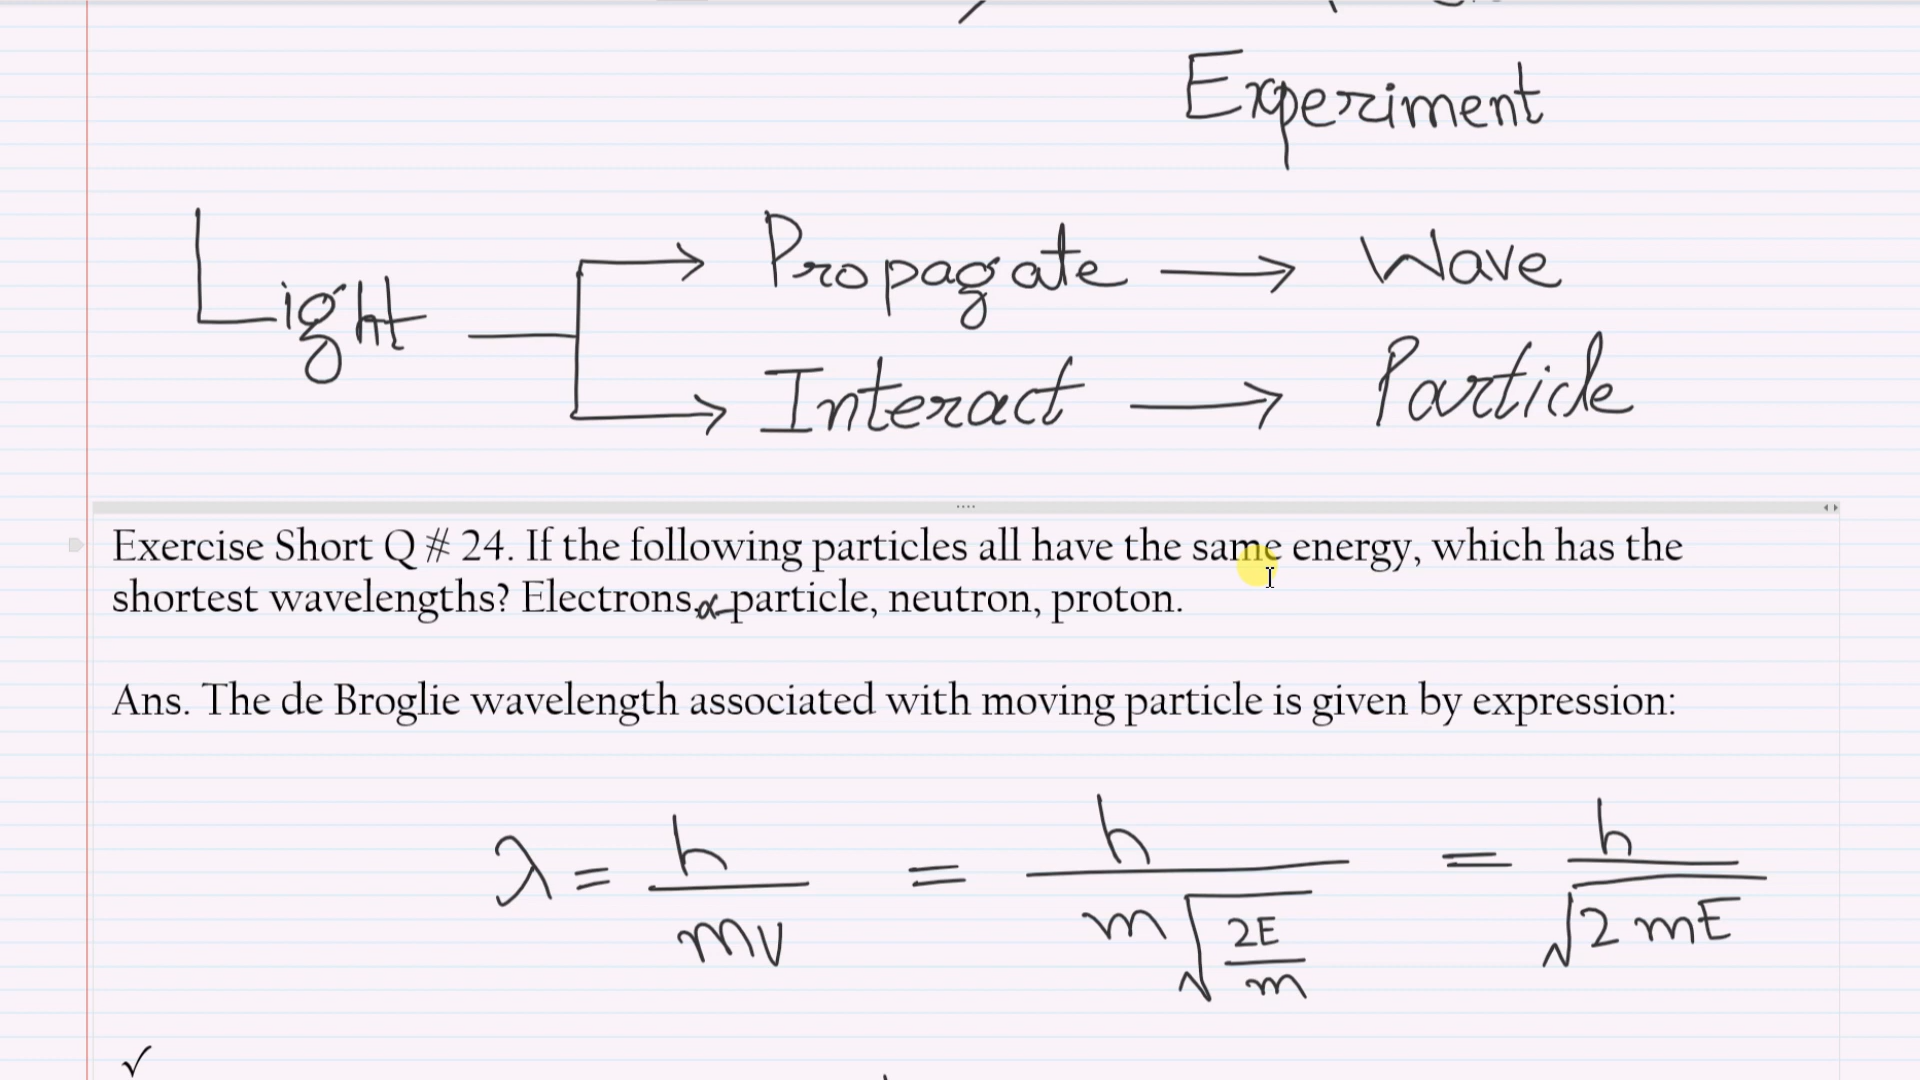 Experiment
Light → Propagate → Wave
→ Interact → Particle
Exercise Short Q # 24. If the following particles all have the same energy, which has the
shortest wavelengths? Electrons, α-particle, neutron, proton.
Ans. The de Broglie wavelength associated with moving particle is given by expression:
λ = h/mv = h/m√(2E/m) = h/√2mE
✓